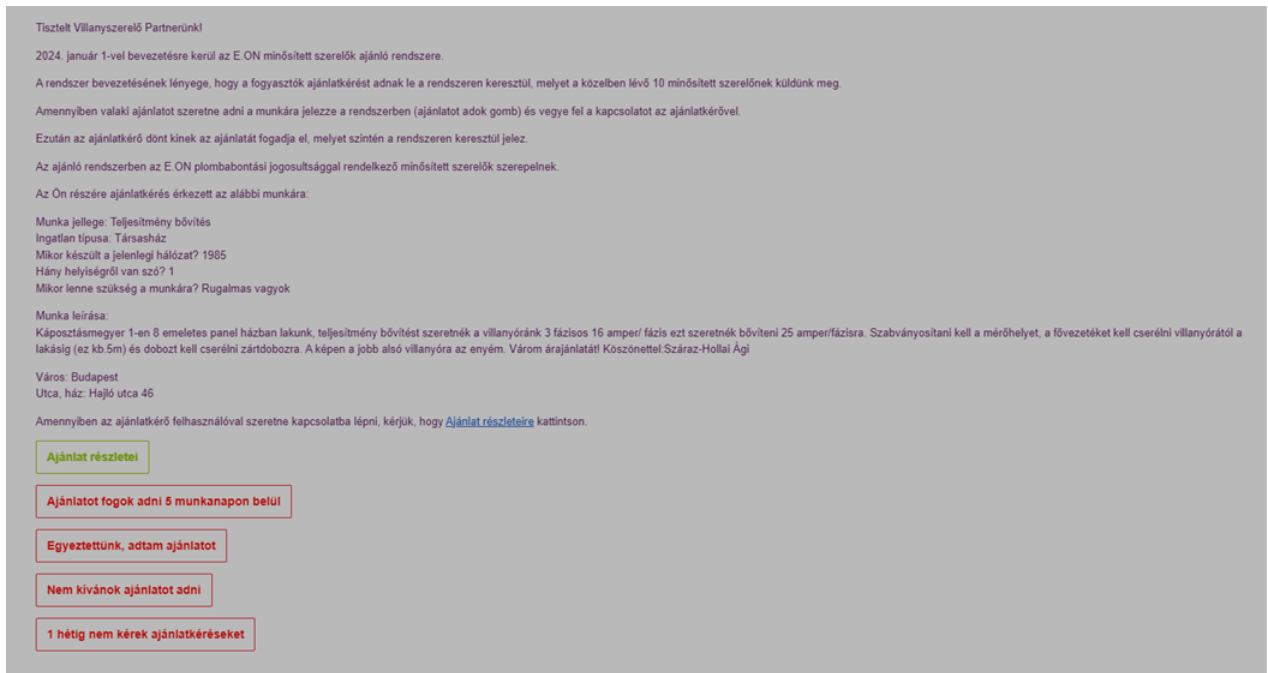 Tisztelt Villanyszerelő Partnerünk!
2024. január 1-vel bevezetésre kerül az E.ON minősített szerelők ajánló rendszere.
A rendszer bevezetésének lényege, hogy a fogyasztók ajánlatkérést adnak le a rendszeren keresztül, melyet a közelben lévő 10 minősített szerelőnek küldünk meg.
Amennyiben valaki ajánlatot szeretne adni a munkára jelezze a rendszerben (ajánlatot adok gomb) és vegye fel a kapcsolatot az ajánlatkérővel.
Ezután az ajánlatkérő dönt kinek az ajánlatát fogadja el, melyet szintén a rendszeren keresztül jelez.
Az ajánló rendszerben az E.ON plombabontási jogosultsággal rendelkező minősített szerelők szerepelnek.
Az Ön részére ajánlatkérés érkezett az alábbi munkára:
Munka jellege: Teljesítmény bővítés
Ingatlan típusa: Társasház
Mikor készült a jelenlegi hálózat? 1985
Hány helyiségről van szó? 1
Mikor lenne szükség a munkára? Rugalmas vagyok
Munka leírása:
Káposztásmegyer 1-en 8 emeletes panel házban lakunk, teljesítmény bővítést szeretnék a villanyóránk 3 fázisos 16 amper/ fázis ezt szeretnék bővíteni 25 amper/fázisra. Szabványosítani kell a mérőhelyet, a fővezetéket kell cserélni villanyórától a
lakásig (ez kb.5m) és dobozt kell cserélni zártdobozra. A képen a jobb alsó villanyóra az enyém. Várom árajánlatát! Köszönettel:Száraz-Hollai Ági
Város: Budapest
Utca, ház: Hajló utca 46
Amennyiben az ajánlatkérő felhasználóval szeretne kapcsolatba lépni, kérjük, hogy Ajánlat részleteire kattintson.
Ajánlat részletei
Ajánlatot fogok adni 5 munkanapon belül
Egyeztettünk, adtam ajánlatot
Nem kívánok ajánlatot adni
1 hétig nem kérek ajánlatkéréseket